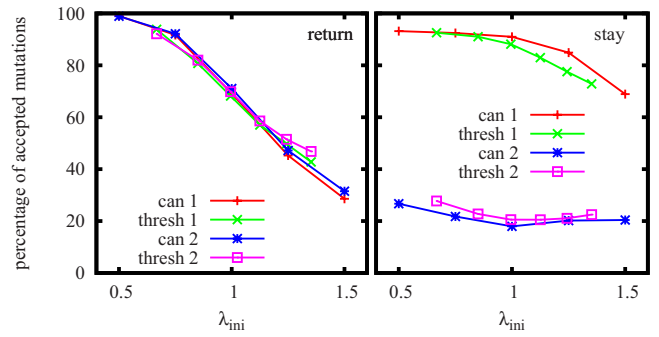 percentage of accepted mutations
100
80
60
40
20
0
return
can 1
thresh 1
can 2
thresh 2
0.5 1 1.5
λini
stay
can 1
thresh 1
can 2
thresh 2
0.5 1 1.5
λini